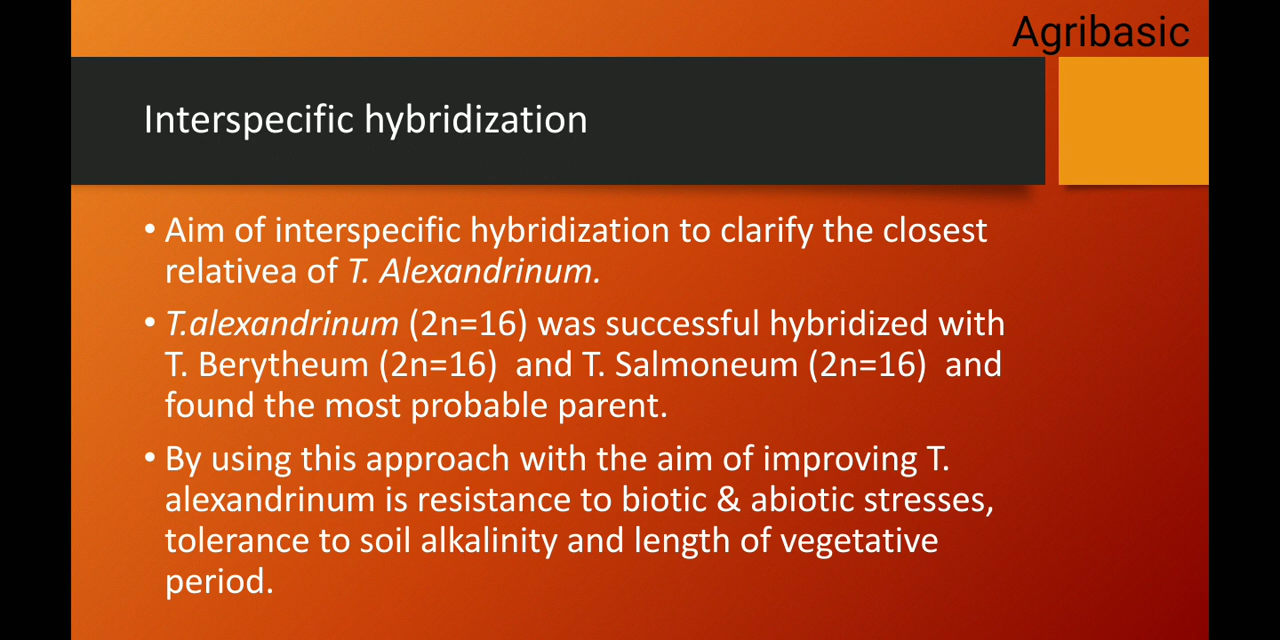 Agribasic
Interspecific hybridization
• Aim of interspecific hybridization to clarify the closest
relativea of T. Alexandrinum.
• T.alexandrinum (2n=16) was successful hybridized with
T. Berytheum (2n=16) and T. Salmoneum (2n=16) and
found the most probable parent.
• By using this approach with the aim of improving T.
alexandrinum is resistance to biotic & abiotic stresses,
tolerance to soil alkalinity and length of vegetative
period.